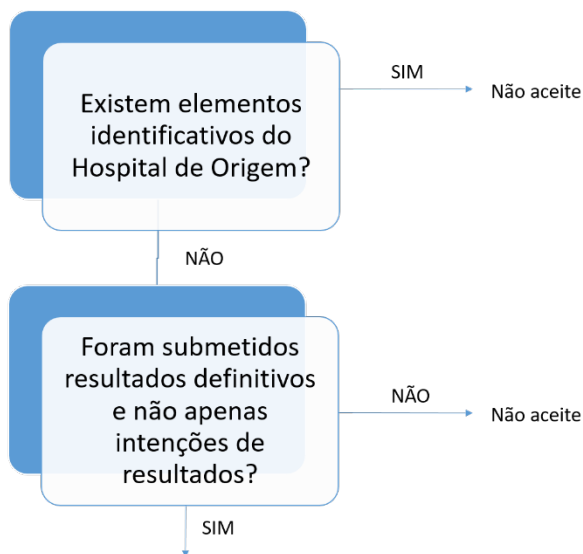 Existem elementos
identificativos do
Hospital de Origem?
SIM
Não aceite
NÃO
Foram submetidos
resultados definitivos
e não apenas
intenções de
resultados?
NÃO
Não aceite
SIM